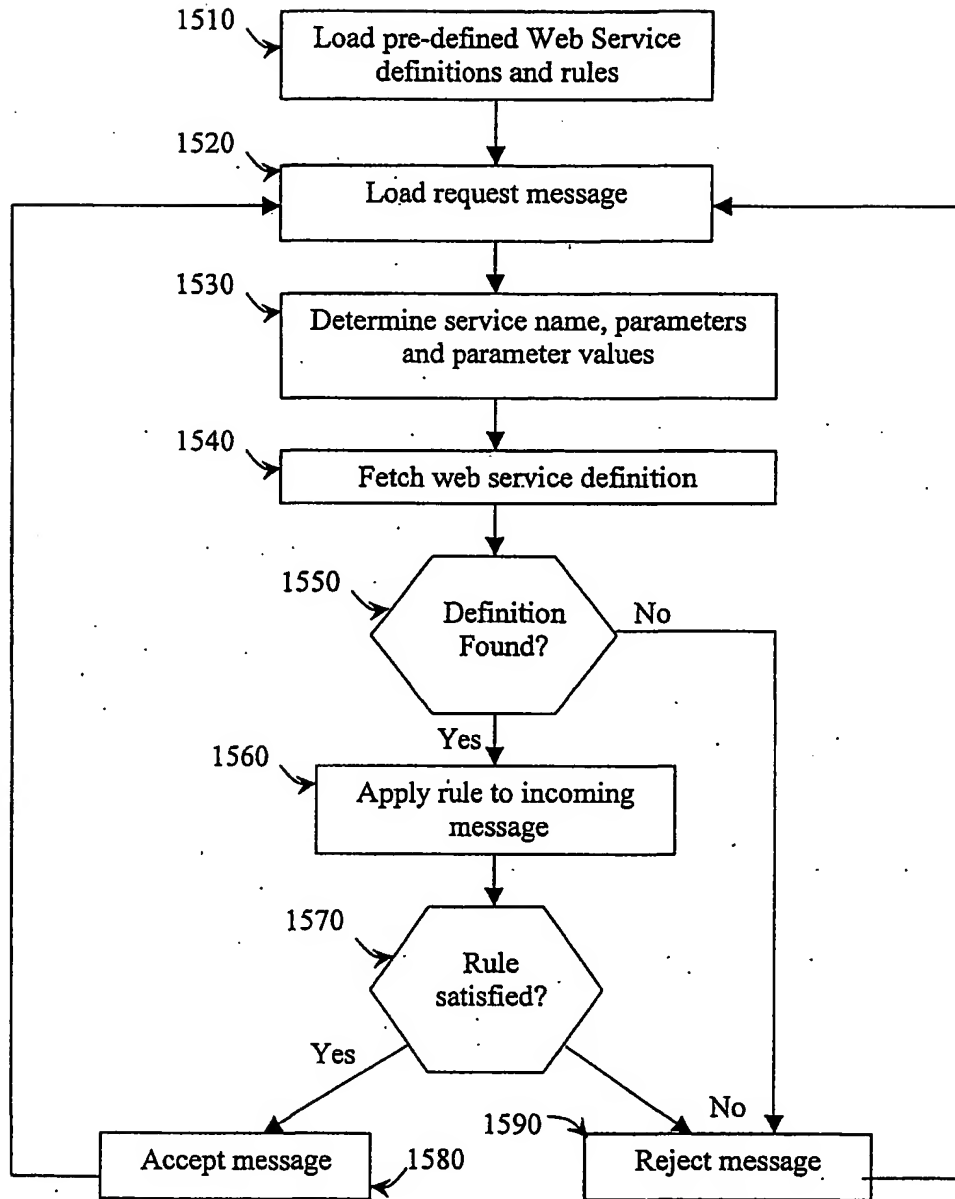 1510
Load pre-defined Web Service
definitions and rules
1520
Load request message
1530
Determine service name, parameters
and parameter values
1540
Fetch web service definition
1550
Definition
Found?
No
Yes
1560
Apply rule to incoming
message
1570
Rule
satisfied?
Yes
No
1590
Accept message
1580
Reject message